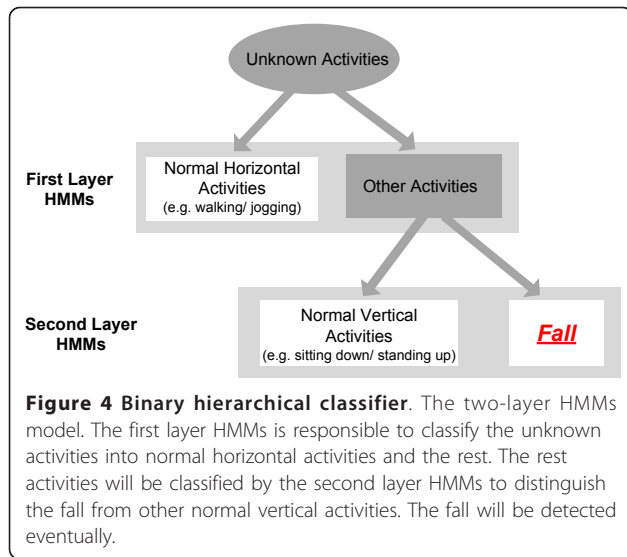 Unknown Activities
First Layer
HMMs
Normal Horizontal
Activities
(e.g. walking/ jogging)
Other Activities
Second Layer
HMMs
Normal Vertical
Activities
(e.g. sitting down/ standing up)
Fall
Figure 4 Binary hierarchical classifier. The two-layer HMMs
model. The first layer HMMs is responsible to classify the unknown
activities into normal horizontal activities and the rest. The rest
activities will be classified by the second layer HMMs to distinguish
the fall from other normal vertical activities. The fall will be detected
eventually.